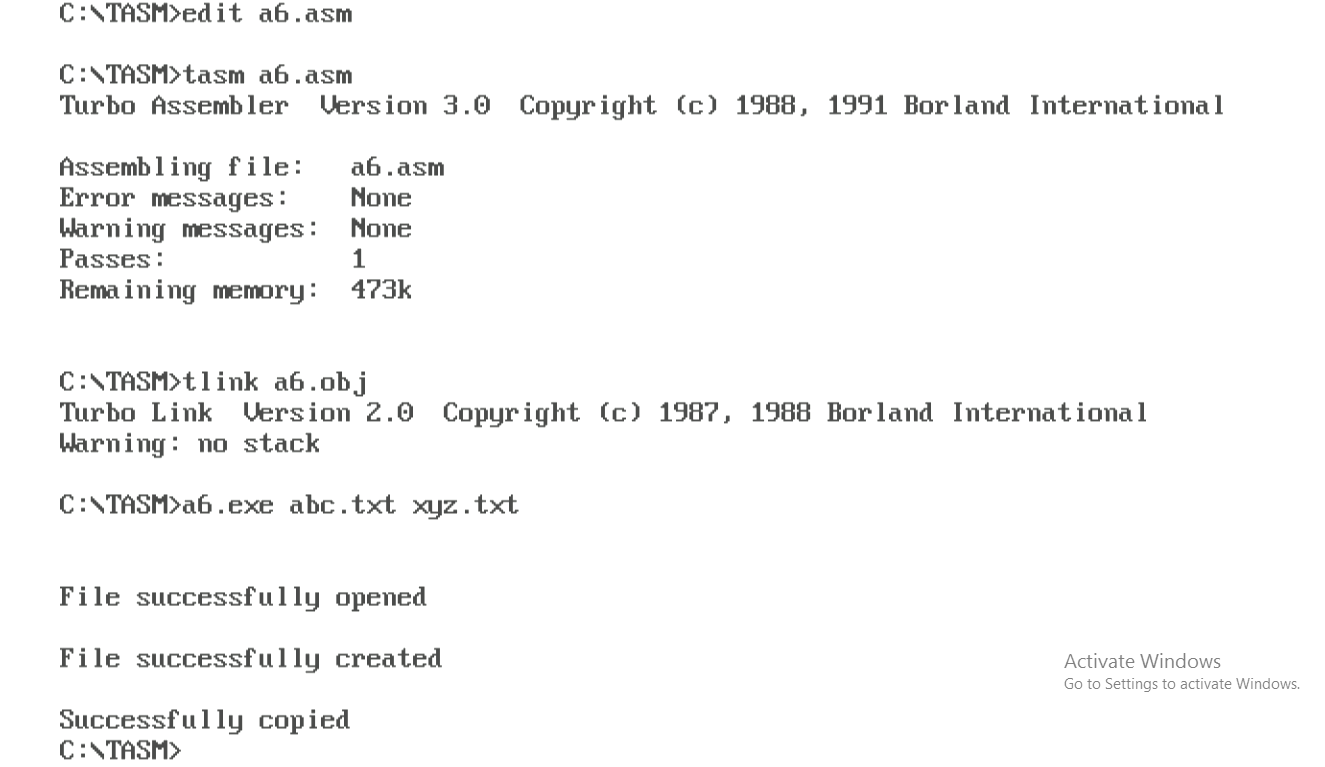 C:\TASM>edit a6.asm
C:\TASM>tasm a6.asm
Turbo Assembler  Version 3.0  Copyright (c) 1988, 1991 Borland International
Assembling file:   a6.asm
Error messages:    None
Warning messages:  None
Passes:            1
Remaining memory:  473k
C:\TASM>tlink a6.obj
Turbo Link  Version 2.0  Copyright (c) 1987, 1988 Borland International
Warning: no stack
C:\TASM>a6.exe abc.txt xyz.txt
File successfully opened
File successfully created
Successfully copied
C:\TASM>
Activate Windows
Go to Settings to activate Windows.